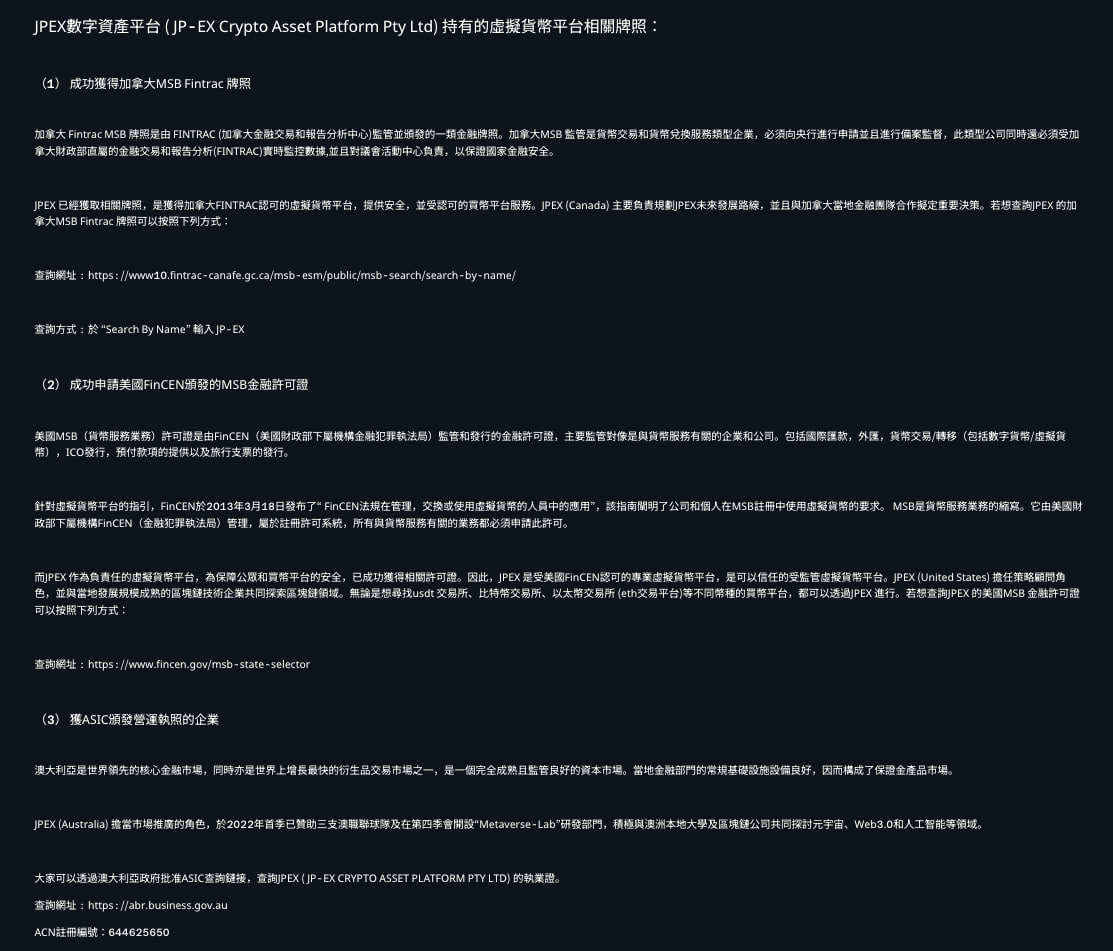 JPEX數字資產平台 ( JP-EX Crypto Asset Platform Pty Ltd) 持有的虛擬貨幣平台相關牌照：
（1） 成功獲得加拿大MSB Fintrac 牌照
加拿大 Fintrac MSB 牌照是由 FINTRAC (加拿大金融交易和報告分析中心)監管並頒發的一類金融牌照。加拿大MSB 監管是貨幣交易和貨幣兌換服務類型企業，必須向央行進行申請並且進行備案監督，此類型公司同時還必須受加
拿大財政部直屬的金融交易和報告分析(FINTRAC)實時監控數據,並且對議會活動中心負責，以保證國家金融安全。
JPEX 已經獲取相關牌照，是獲得加拿大FINTRAC認可的虛擬貨幣平台，提供安全，並受認可的買幣平台服務。JPEX (Canada) 主要負責規劃JPEX未來發展路線，並且與加拿大當地金融團隊合作擬定重要決策。若想查詢JPEX 的加
拿大MSB Fintrac 牌照可以按照下列方式：
查詢網址 : https://www10.fintrac-canafe.gc.ca/msb-esm/public/msb-search/search-by-name/
查詢方式 : 於 “Search By Name” 輸入 JP-EX
（2） 成功申請美國FinCEN頒發的MSB金融許可證
美國MSB（貨幣服務業務）許可證是由FinCEN（美國財政部下屬機構金融犯罪執法局）監管和發行的金融許可證，主要監管對像是與貨幣服務有關的企業和公司。包括國際匯款，外匯，貨幣交易/轉移（包括數字貨幣/虛擬貨
幣），ICO發行，預付款項的提供以及旅行支票的發行。
針對虛擬貨幣平台的指引，FinCEN於2013年3月18日發布了“ FinCEN法規在管理，交換或使用虛擬貨幣的人員中的應用”，該指南闡明了公司和個人在MSB註冊中使用虛擬貨幣的要求。 MSB是貨幣服務業務的縮寫。它由美國財
政部下屬機構FinCEN（金融犯罪執法局）管理，屬於註冊許可系統，所有與貨幣服務有關的業務都必須申請此許可。
而JPEX 作為負責任的虛擬貨幣平台，為保障公眾和買幣平台的安全，已成功獲得相關許可證。因此，JPEX 是受美國FinCEN認可的專業虛擬貨幣平台，是可以信任的受監管虛擬貨幣平台。JPEX (United States) 擔任策略顧問角
色，並與當地發展規模成熟的區塊鏈技術企業共同探索區塊鏈領域。無論是想尋找usdt 交易所、比特幣交易所、以太幣交易所 (eth交易平台)等不同幣種的買幣平台，都可以透過JPEX 進行。若想查詢JPEX 的美國MSB 金融許可證
可以按照下列方式：
查詢網址 : https://www.fincen.gov/msb-state-selector
（3） 獲ASIC頒發營運執照的企業
澳大利亞是世界領先的核心金融市場，同時亦是世界上增長最快的衍生品交易市場之一，是一個完全成熟且監管良好的資本市場。當地金融部門的常規基礎設施設備良好，因而構成了保證金產品市場。
JPEX (Australia) 擔當市場推廣的角色，於2022年首季已贊助三支澳職聯球隊及在第四季會開設“Metaverse-Lab”研發部門，積極與澳洲本地大學及區塊鏈公司共同探討元宇宙、Web3.0和人工智能等領域。
大家可以透過澳大利亞政府批准ASIC查詢鏈接，查詢JPEX ( JP-EX CRYPTO ASSET PLATFORM PTY LTD) 的執業證。
查詢網址 : https://abr.business.gov.au
ACN註冊編號：644625650